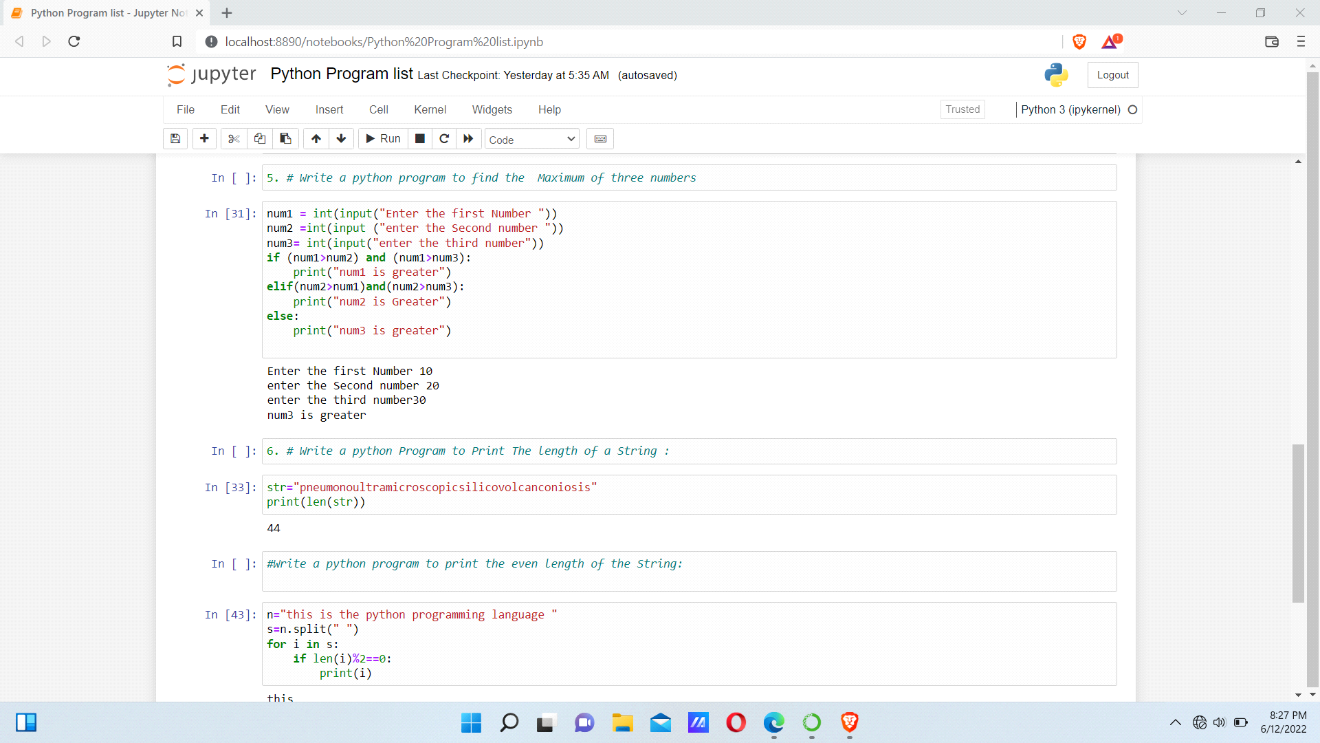 Python Program list - Jupyter Not
localhost:8890/notebooks/Python%20Program%20list.ipynb
1
jupyter Python Program list Last Checkpoint: Yesterday at 5:35 AM (autosaved)
Logout
File Edit View Insert Cell Kernel Widgets Help
Trusted
Python 3 (ipykernel)
Run
Code
In [ ]: 5. # Write a python program to find the  Maximum of three numbers
In [31]: num1 = int(input("Enter the first Number "))
num2 =int(input ("enter the Second number "))
num3= int(input("enter the third number"))
if (num1>num2) and (num1>num3):
    print("num1 is greater")
elif(num2>num1)and(num2>num3):
    print("num2 is Greater")
else:
    print("num3 is greater")
Enter the first Number 10
enter the Second number 20
enter the third number30
num3 is greater
In [ ]: 6. # Write a python Program to Print The length of a String :
In [33]: str="pneumonoultramicroscopicsilicovolcanconiosis"
print(len(str))
44
In [ ]: #Write a python program to print the even length of the String:
In [43]: n="this is the python programming language "
s=n.split(" ")
for i in s:
    if len(i)%2==0:
        print(i)
this
8:27 PM
6/12/2022